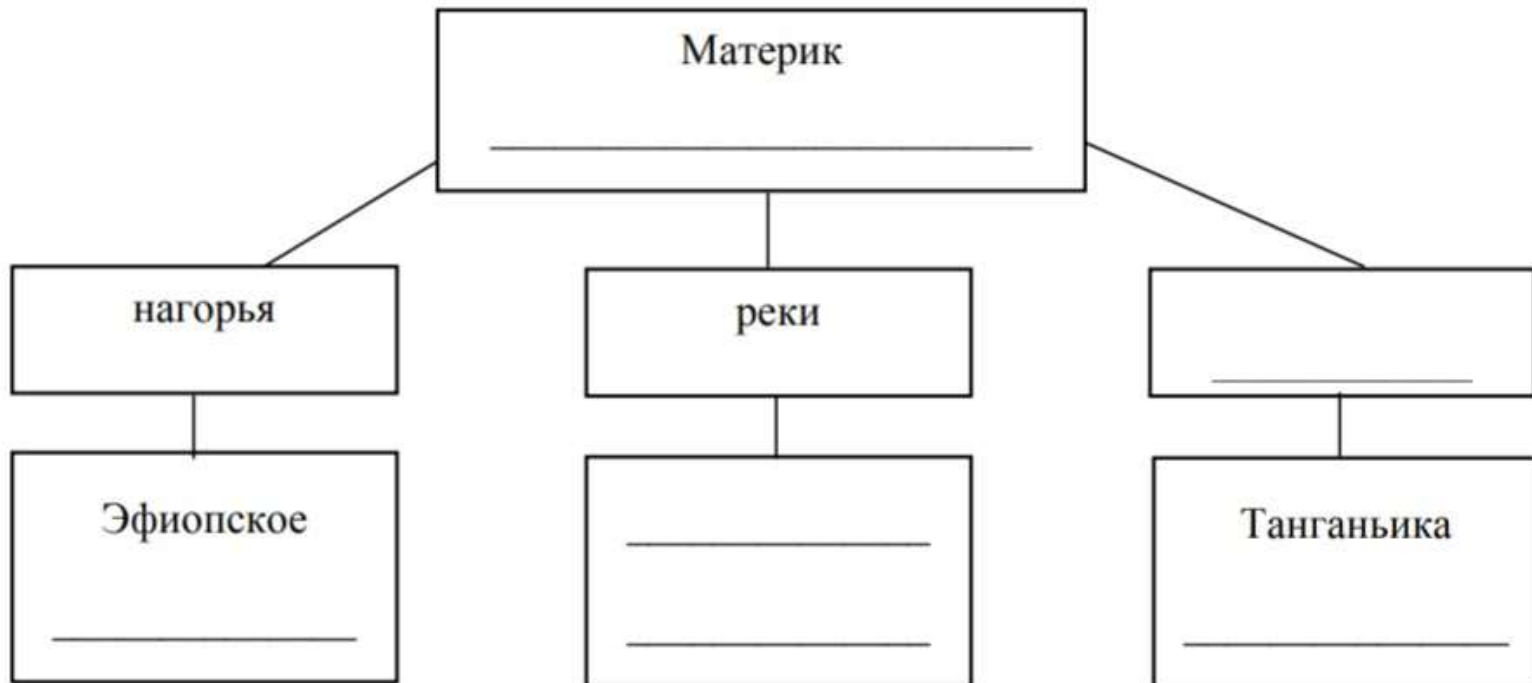 Материк
нагорья
реки
Эфиопское
Танганьика